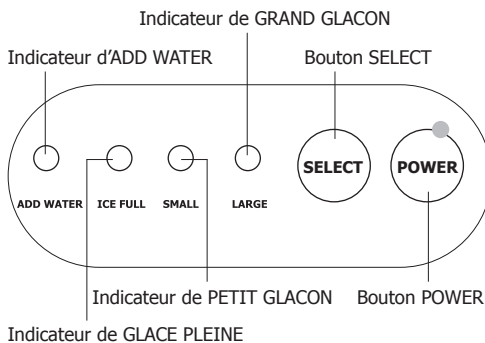 Indicateur de GRAND GLACON
Indicateur d'ADD WATER
Bouton SELECT
SELECT
POWER
ADD WATER
ICE FULL
SMALL
LARGE
Indicateur de PETIT GLACON
Bouton POWER
Indicateur de GLACE PLEINE